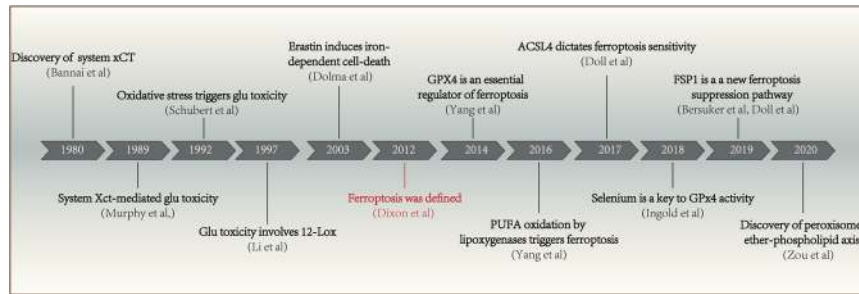 Discovery of system xCT
(Bannai et al)
Oxidative stress triggers glu toxicity
(Schubert et al)
Erastin induces iron-
dependent cell-death
(Dolma et al)
GPX4 is an essential
regulator of ferroptosis
(Yang et al)
ACSL4 dictates ferroptosis sensitivity
(Doll et al)
FSP1 is a a new ferroptosis
suppression pathway
(Bersuker et al, Doll et al)
1980 1989 1992 1997 2003 2012 2014 2016 2017 2018 2019 2020
System Xct-mediated glu toxicity
(Murphy et al,)
Glu toxicity involves 12-Lox
(Li et al)
Ferroptosis was defined
(Dixon et al)
PUFA oxidation by
lipoxygenases triggers ferroptosis
(Yang et al)
Selenium is a key to GPx4 activity
(Ingold et al)
Discovery of peroxisome
ether-phospholipid axis
(Zou et al)